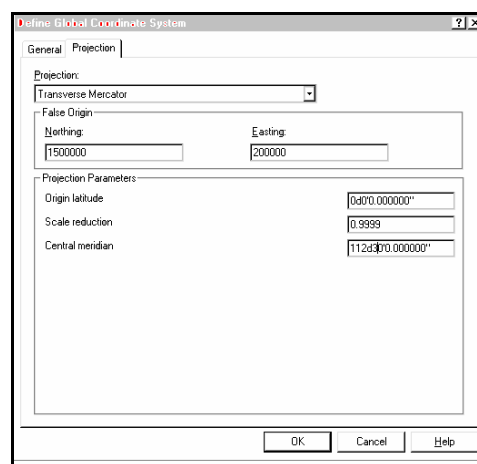 Define Global Coordinate System
General Projection
Projection:
Transverse Mercator
False Origin
Northing: Easting:
1500000 200000
Projection Parameters
Origin latitude 0d0'0.000000"
Scale reduction 0.9999
Central meridian 112d30'0.000000"
OK Cancel Help